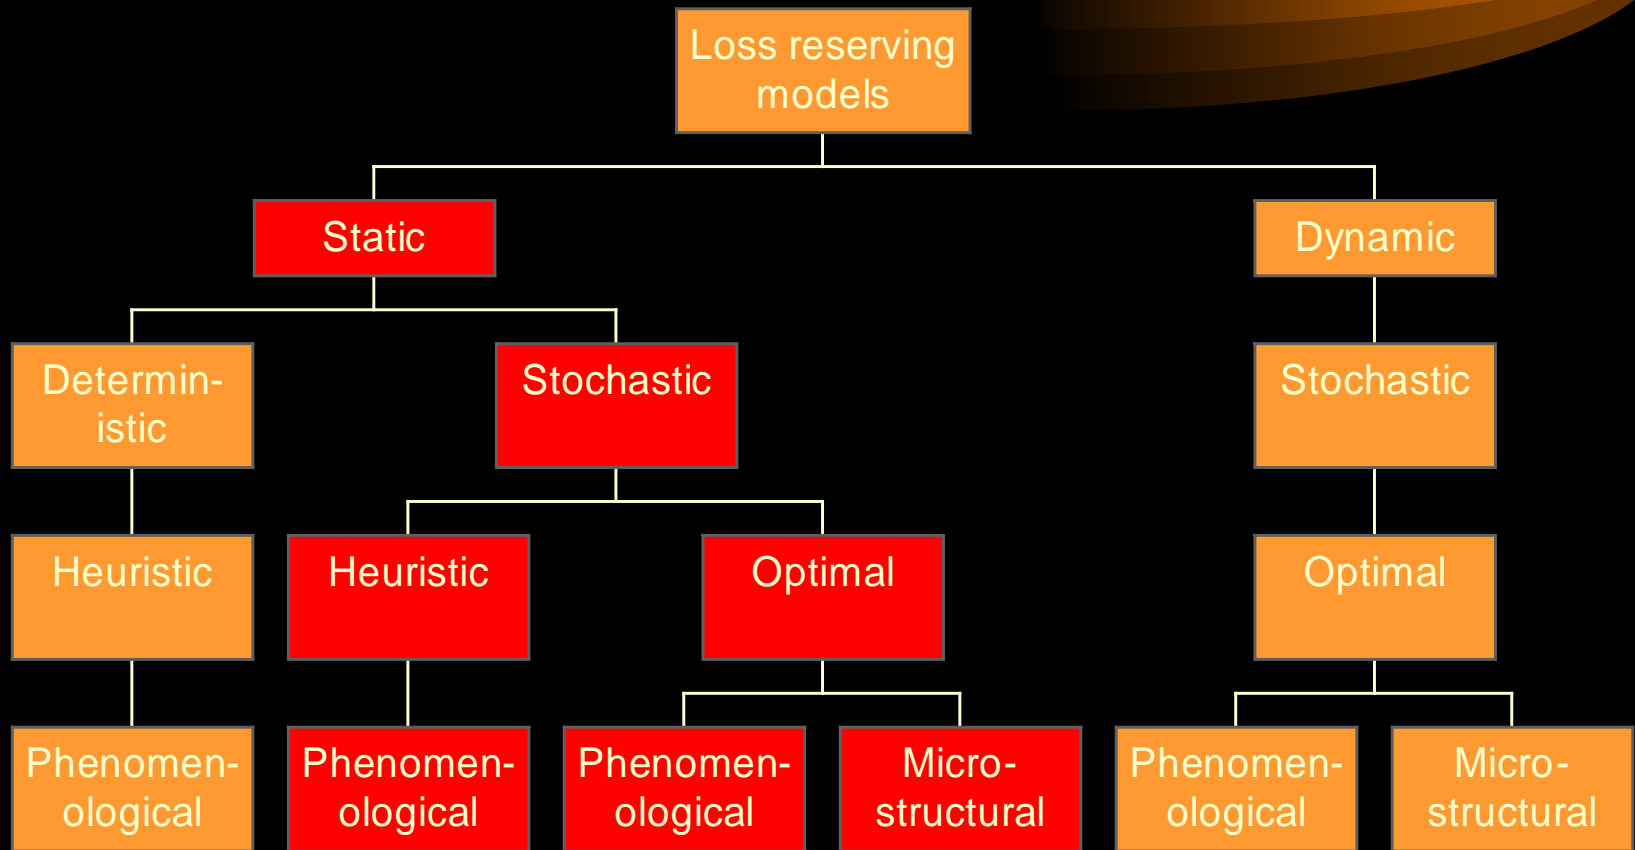 Loss reserving
models
Static
Dynamic
Determin-
istic
Stochastic
Stochastic
Heuristic
Heuristic
Optimal
Optimal
Phenomen-
ological
Phenomen-
ological
Phenomen-
ological
Micro-
structural
Phenomen-
ological
Micro-
structural